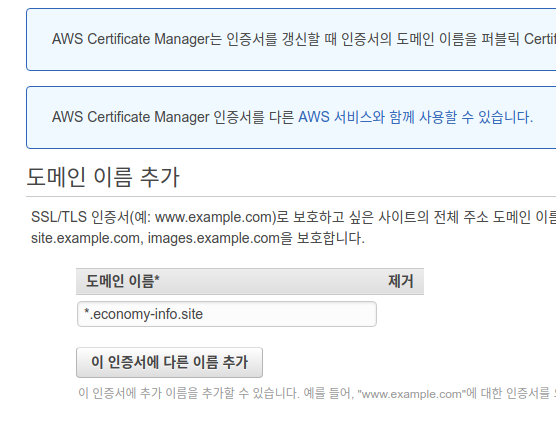 AWS Certificate Manager는 인증서를 갱신할 때 인증서의 도메인 이름을 퍼블릭
AWS Certificate Manager 인증서를 다른 AWS 서비스와 함께 사용할 수 있습니다.
도메인 이름 추가
SSL/TLS 인증서(예: www.example.com)로 보호하고 싶은 사이트의 전체 주소 도메인
site.example.com, images.example.com을 보호합니다.
도메인 이름* 제거
*.economy-info.site
이 인증서에 다른 이름 추가
이 인증서에 추가 이름을 추가할 수 있습니다. 예를 들어, "www.example.com"에 대한 인증서를